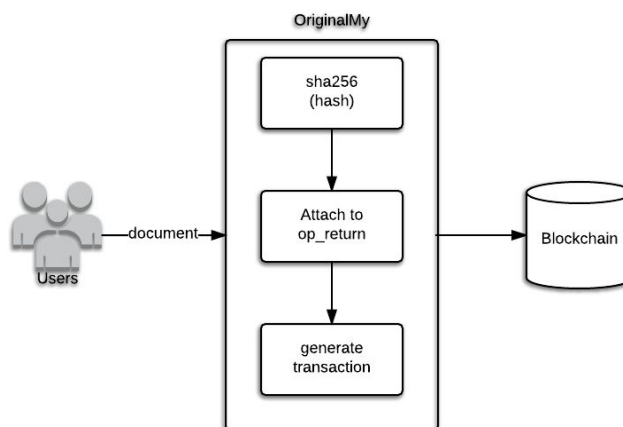 OriginalMy
sha256
(hash)
Users
document
Attach to
op_return
Blockchain
generate
transaction